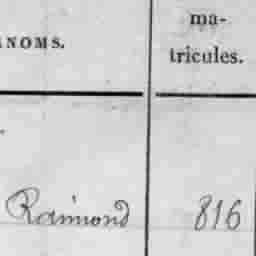 NOMS.
ma-
tricules.
Raimond 816